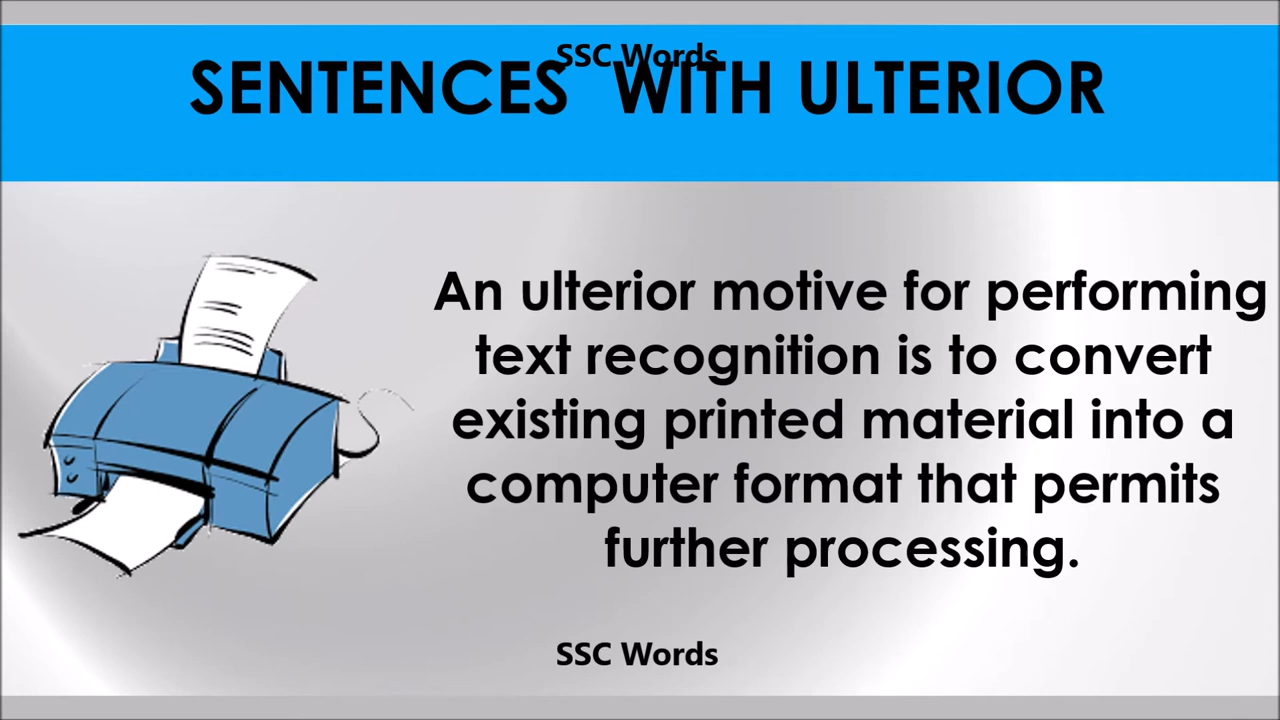 SSC Words
SENTENCES WITH ULTERIOR
An ulterior motive for performing
text recognition is to convert
existing printed material into a
computer format that permits
further processing.
SSC Words